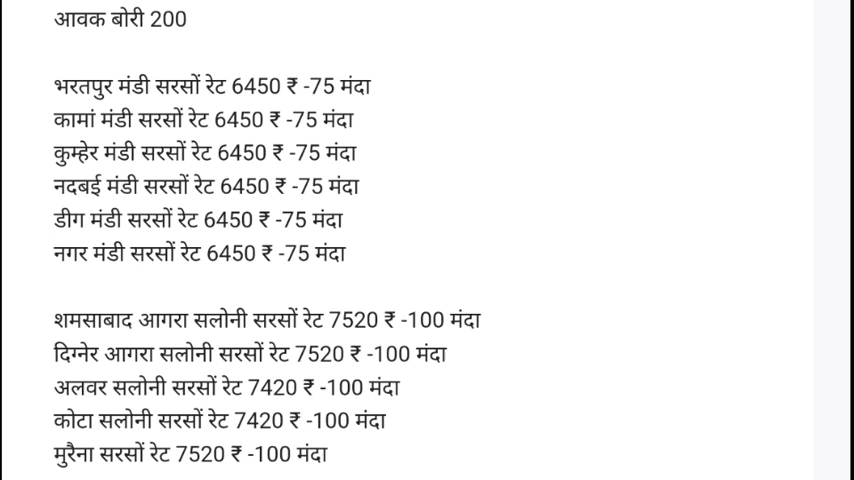 आवक बोरी 200
भरतपुर मंडी सरसों रेट 6450 ₹ -75 मंदा
कामां मंडी सरसों रेट 6450 ₹ -75 मंदा
कुम्हेर मंडी सरसों रेट 6450 ₹ -75 मंदा
नदबई मंडी सरसों रेट 6450 ₹ -75 मंदा
डीग मंडी सरसों रेट 6450 ₹ -75 मंदा
नगर मंडी सरसों रेट 6450 ₹ -75 मंदा
शमसाबाद आगरा सलोनी सरसों रेट 7520 ₹ -100 मंदा
दिग्नेर आगरा सलोनी सरसों रेट 7520 ₹ -100 मंदा
अलवर सलोनी सरसों रेट 7420 ₹ -100 मंदा
कोटा सलोनी सरसों रेट 7420 ₹ -100 मंदा
मुरैना सरसों रेट 7520 ₹ -100 मंदा